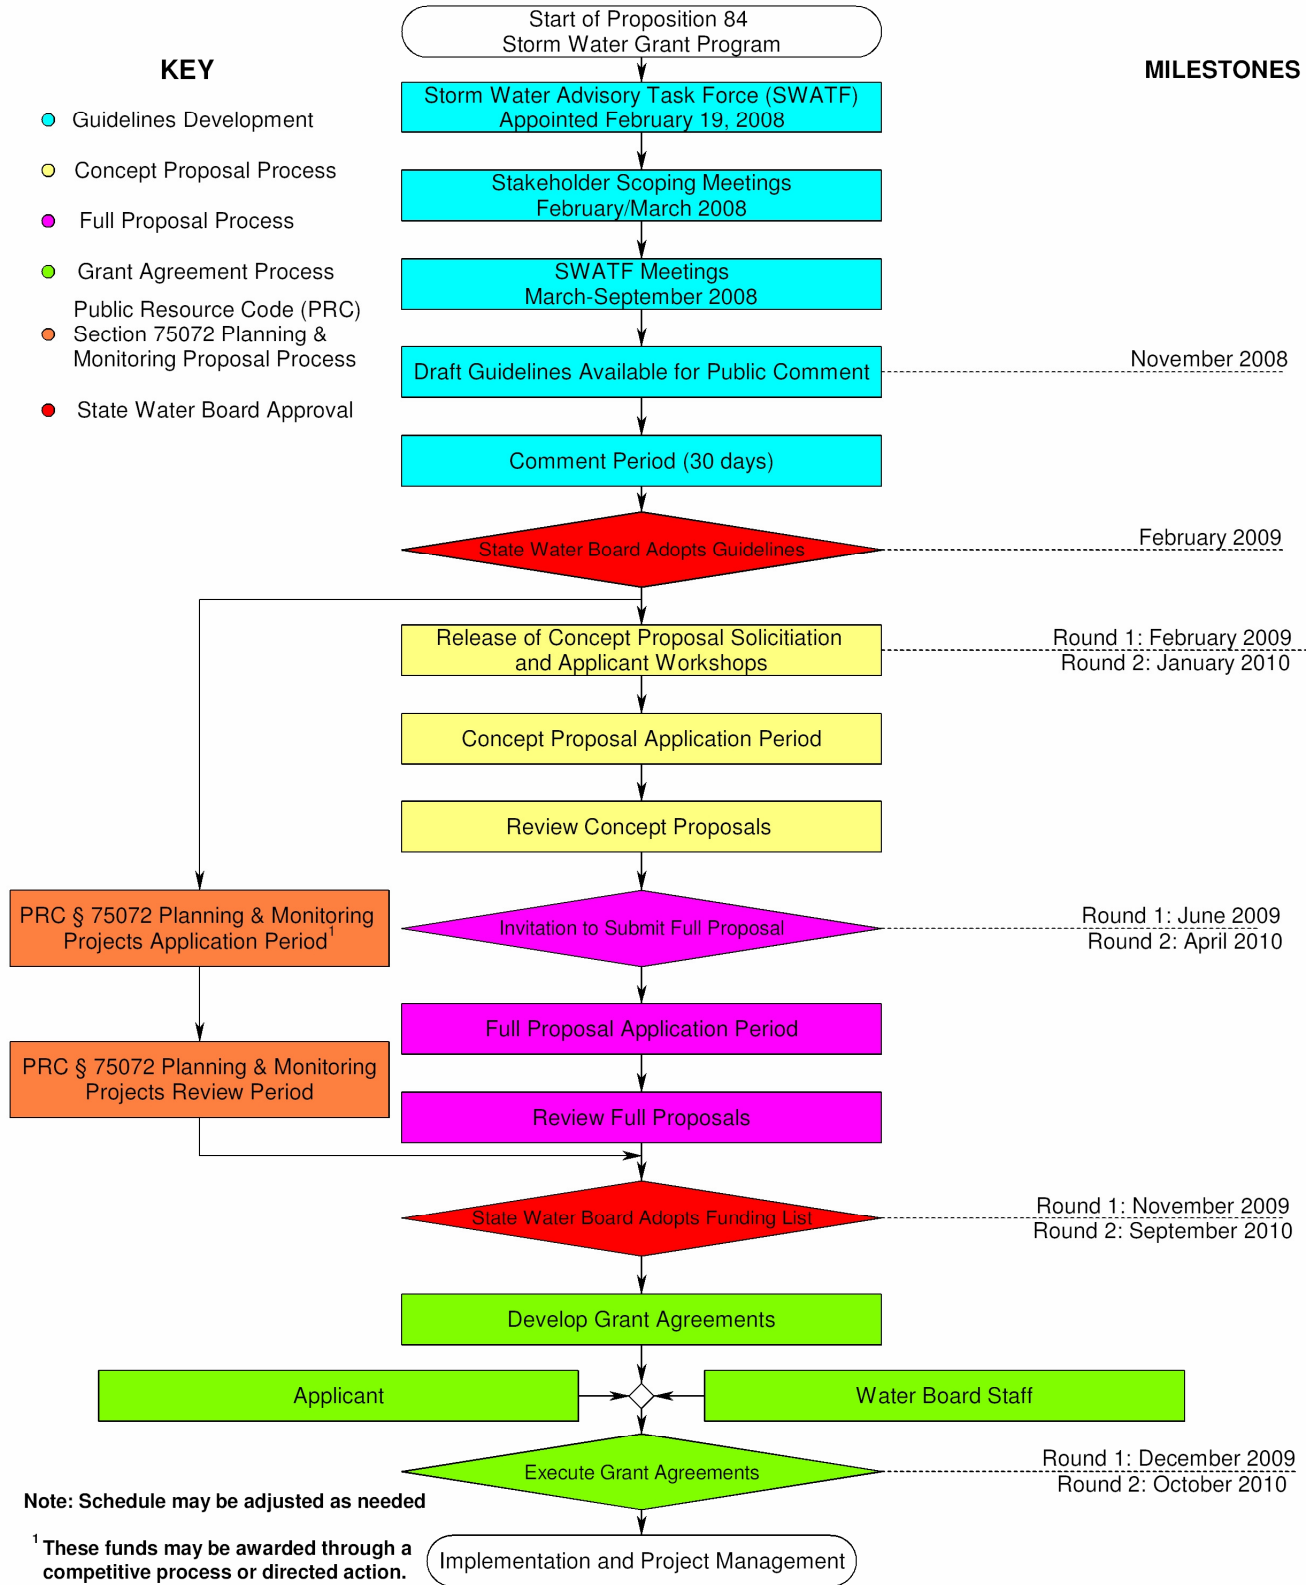 Start of Proposition 84
Storm Water Grant Program
KEY
MILESTONES
Guidelines Development
Concept Proposal Process
Full Proposal Process
Grant Agreement Process
Public Resource Code (PRC)
Section 75072 Planning &
Monitoring Proposal Process
State Water Board Approval
Storm Water Advisory Task Force (SWATF)
Appointed February 19, 2008
Stakeholder Scoping Meetings
February/March 2008
SWATF Meetings
March-September 2008
Draft Guidelines Available for Public Comment
November 2008
Comment Period (30 days)
State Water Board Adopts Guidelines
February 2009
Release of Concept Proposal Solicitiation
and Applicant Workshops
Round 1: February 2009
Round 2: January 2010
Concept Proposal Application Period
Review Concept Proposals
PRC § 75072 Planning & Monitoring
Projects Application Period1
Invitation to Submit Full Proposal
Round 1: June 2009
Round 2: April 2010
Full Proposal Application Period
PRC § 75072 Planning & Monitoring
Projects Review Period
Review Full Proposals
State Water Board Adopts Funding List
Round 1: November 2009
Round 2: September 2010
Develop Grant Agreements
Applicant
Water Board Staff
Execute Grant Agreements
Round 1: December 2009
Round 2: October 2010
Note: Schedule may be adjusted as needed
1 These funds may be awarded through a
competitive process or directed action.
Implementation and Project Management